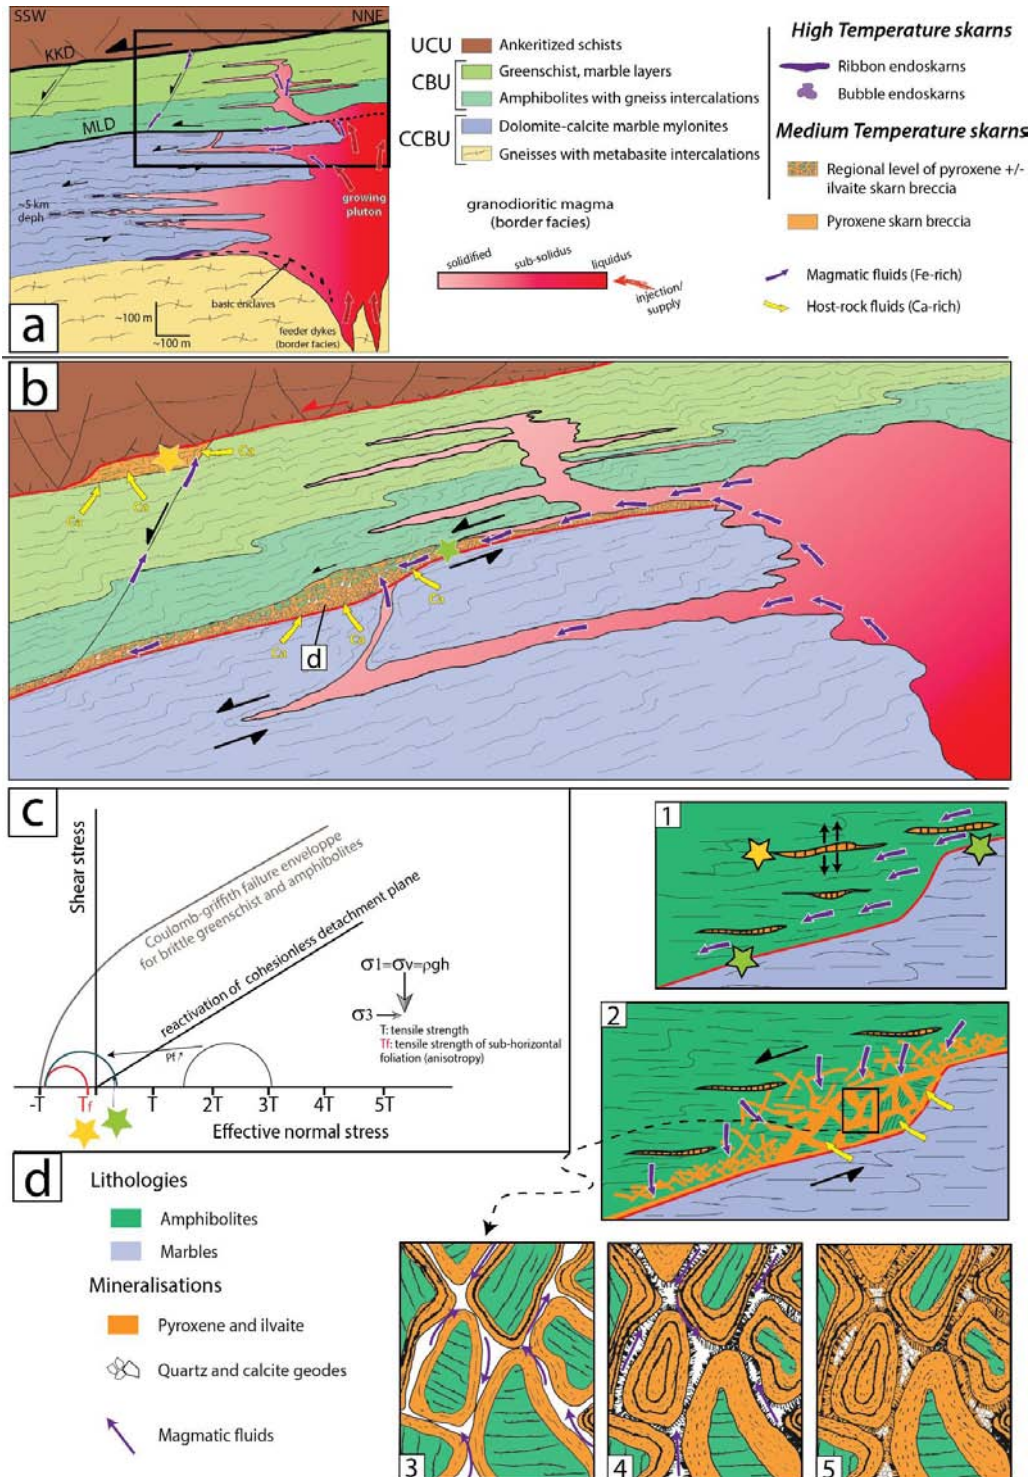 SSW
NNE
KKD
MLD
~5 km
deph
growing
pluton
basic enclaves
~100 m
~100 m
feeder dykes
(border facies)
a
UCU
Ankeritized schists
CBU
Greenschist, marble layers
Amphibolites with gneiss intercalations
CCBU
Dolomite-calcite marble mylonites
Gneisses with metabasite intercalations
granodioritic magma
(border facies)
solidified
sub-solidus
liquidus
injection/
supply
High Temperature skarns
Ribbon endoskarns
Bubble endoskarns
Medium Temperature skarns
Regional level of pyroxene +/-
ilvaite skarn breccia
Pyroxene skarn breccia
Magmatic fluids (Fe-rich)
Host-rock fluids (Ca-rich)
b
Ca
Ca
Ca
Ca
Ca
Ca
d
c
Shear stress
Coulomb-griffith failure enveloppe
for brittle greenschist and amphibolites
reactivation of cohesionless detachment plane
σ1=σv=ρgh
σ3
T: tensile strength
Tf: tensile strength of sub-horizontal
foliation (anisotropy)
Pf
-T
Tf
T
2T
3T
4T
5T
Effective normal stress
1
2
d
Lithologies
Amphibolites
Marbles
Mineralisations
Pyroxene and ilvaite
Quartz and calcite geodes
Magmatic fluids
3
4
5